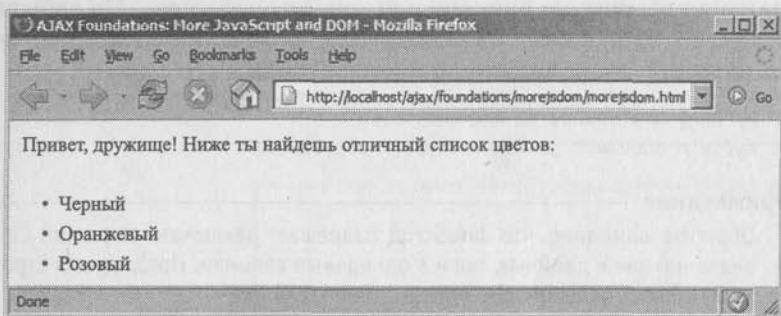 AJAX Foundations: More JavaScript and DOM - Mozilla Firefox
File Edit View Go Bookmarks Tools Help
http://localhost/ajax/foundations/morejsdom/morejsdom.html Go
Привет, дружище! Ниже ты найдешь отличный список цветов:
• Черный
• Оранжевый
• Розовый
Done